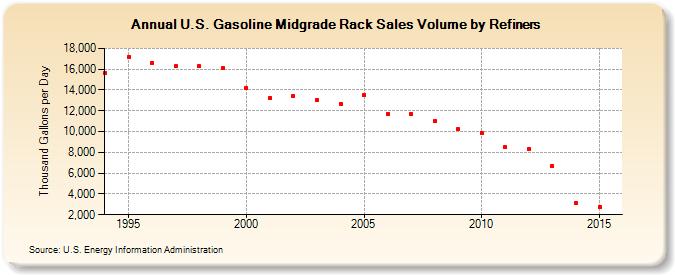 Annual U.S. Gasoline Midgrade Rack Sales Volume by Refiners
Thousand Gallons per Day
18,000
16,000
14,000
12,000
10,000
8,000
6,000
4,000
2,000
1995 2000 2005 2010 2015
Source: U.S. Energy Information Administration